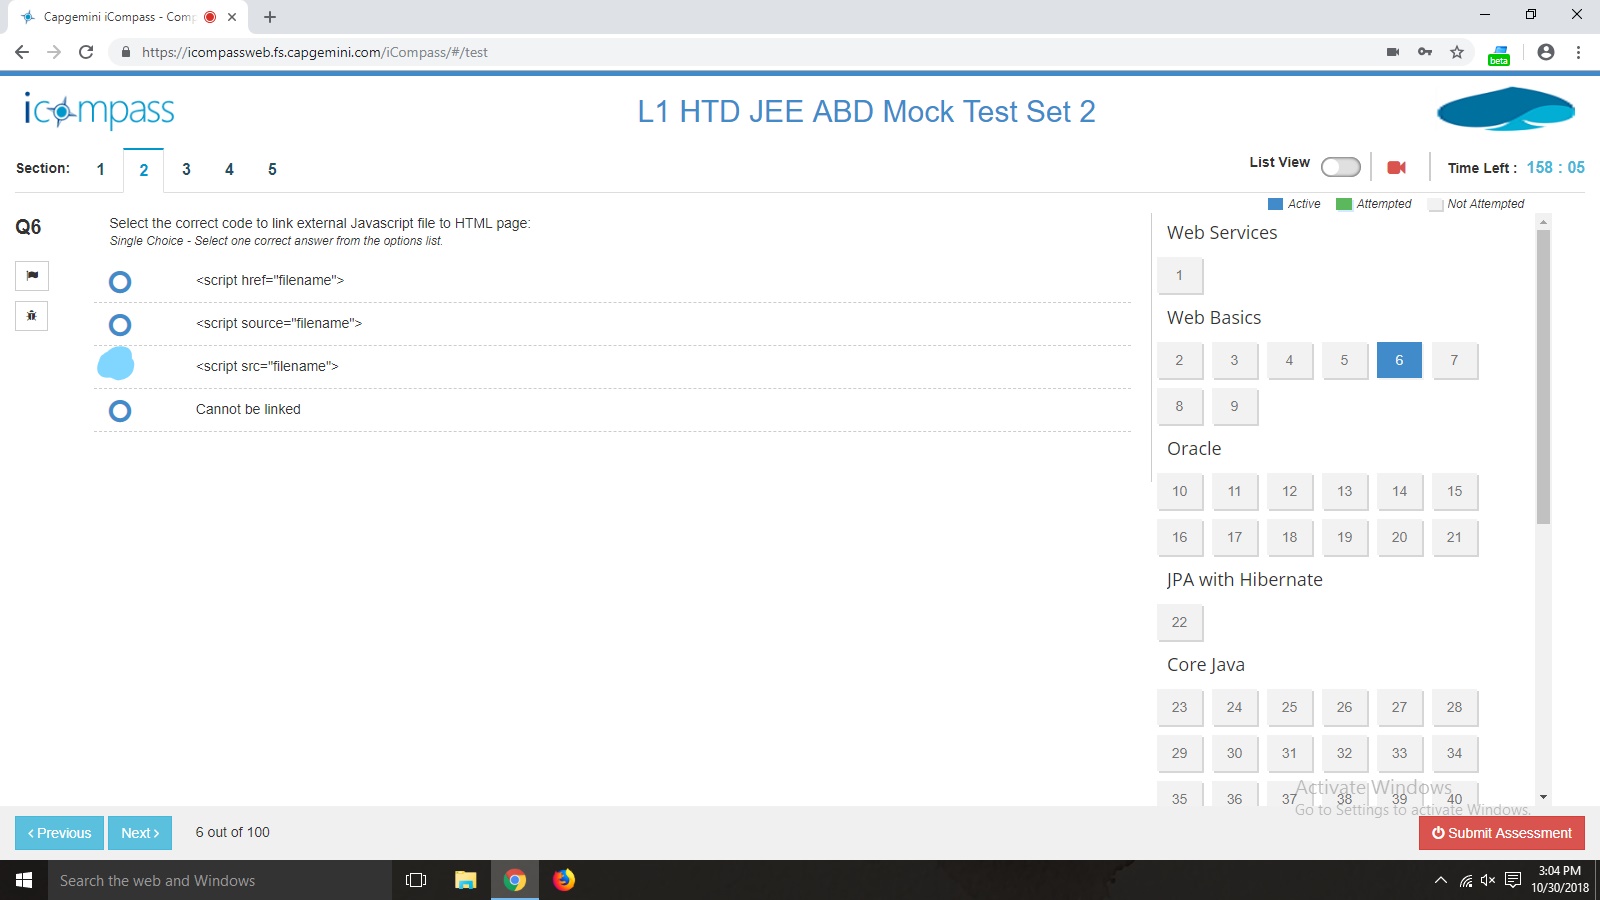 Capgemini iCompass - Comp
https://icompassweb.fs.capgemini.com/iCompass/#/test
beta
icompass
L1 HTD JEE ABD Mock Test Set 2
Section: 1 2 3 4 5
List View
Time Left : 158 : 05
Active Attempted Not Attempted
Q6
Select the correct code to link external Javascript file to HTML page:
Single Choice - Select one correct answer from the options list.
<script href="filename">
<script source="filename">
<script src="filename">
Cannot be linked
Web Services
1
Web Basics
2 3 4 5 6 7
8 9
Oracle
10 11 12 13 14 15
16 17 18 19 20 21
JPA with Hibernate
22
Core Java
23 24 25 26 27 28
29 30 31 32 33 34
35 36 37 38 39 40
Activate Windows
Go to Settings to activate Windows.
Previous Next 6 out of 100
Submit Assessment
Search the web and Windows
3:04 PM
10/30/2018